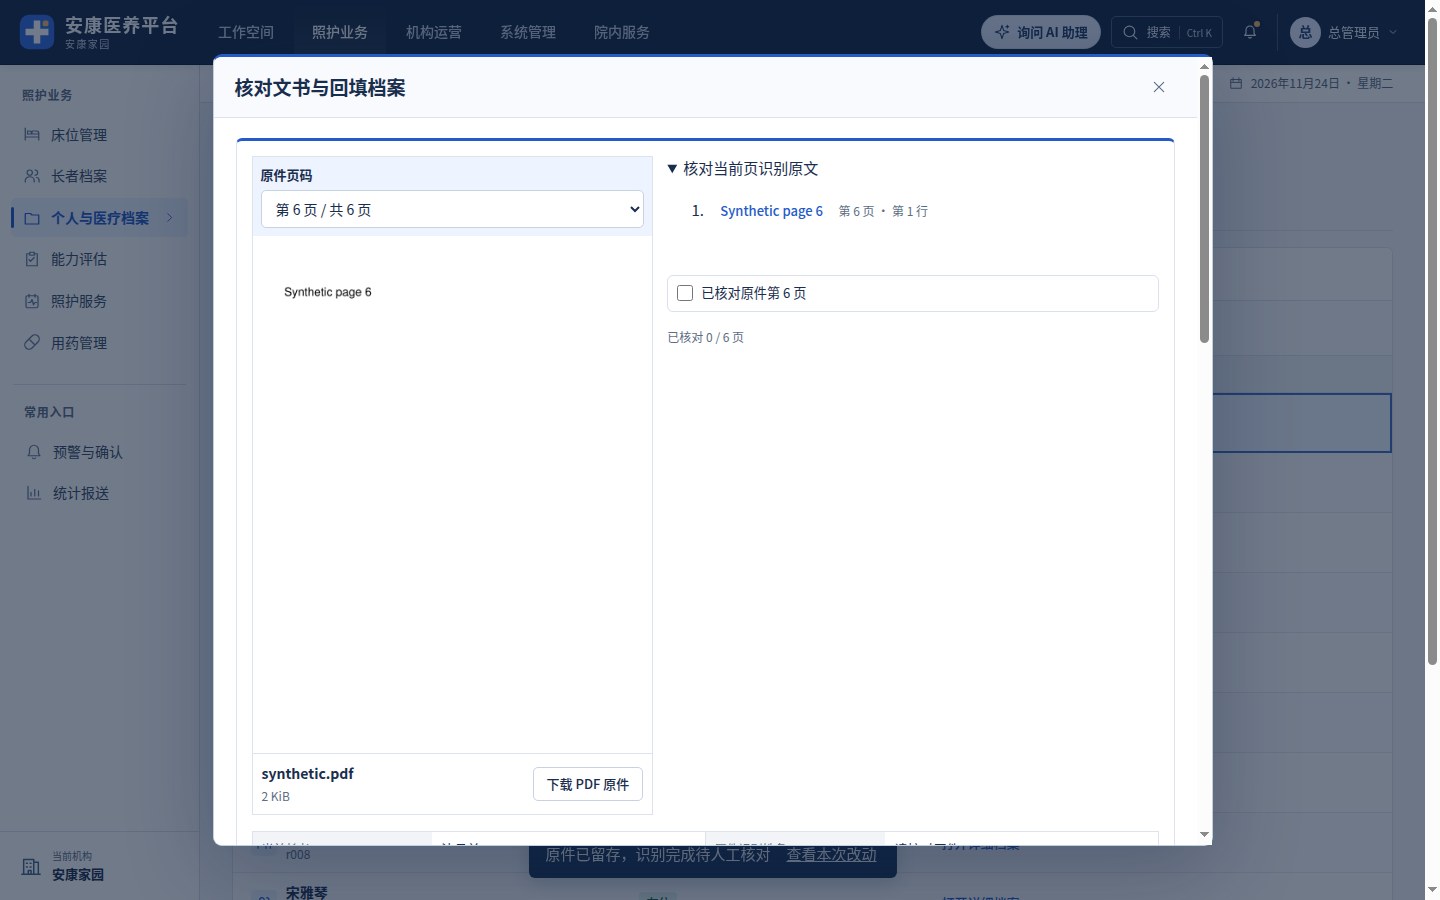 安康医养平台
安康家园
工作空间
照护业务
机构运营
系统管理
院内服务
询问 AI 助理
搜索
Ctrl K
总
总管理员
2026年11月24日 · 星期二
照护业务
床位管理
长者档案
个人与医疗档案
能力评估
照护服务
用药管理
常用入口
预警与确认
统计报送
当前机构
安康家园
核对文书与回填档案
原件页码
第 6 页 / 共 6 页
Synthetic page 6
synthetic.pdf
2 KiB
下载 PDF 原件
核对当前页识别原文
1. Synthetic page 6 第 6 页 · 第 1 行
已核对原件第 6 页
已核对 0 / 6 页
r008
原件已留存，识别完成待人工核对 查看本次改动
宋雅琴